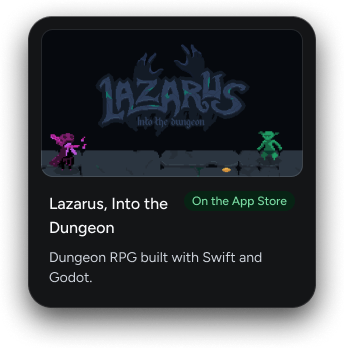 LAZARUS
Into the dungeon
Lazarus, Into the
On the App Store
Dungeon
Dungeon RPG built with Swift and
Godot.